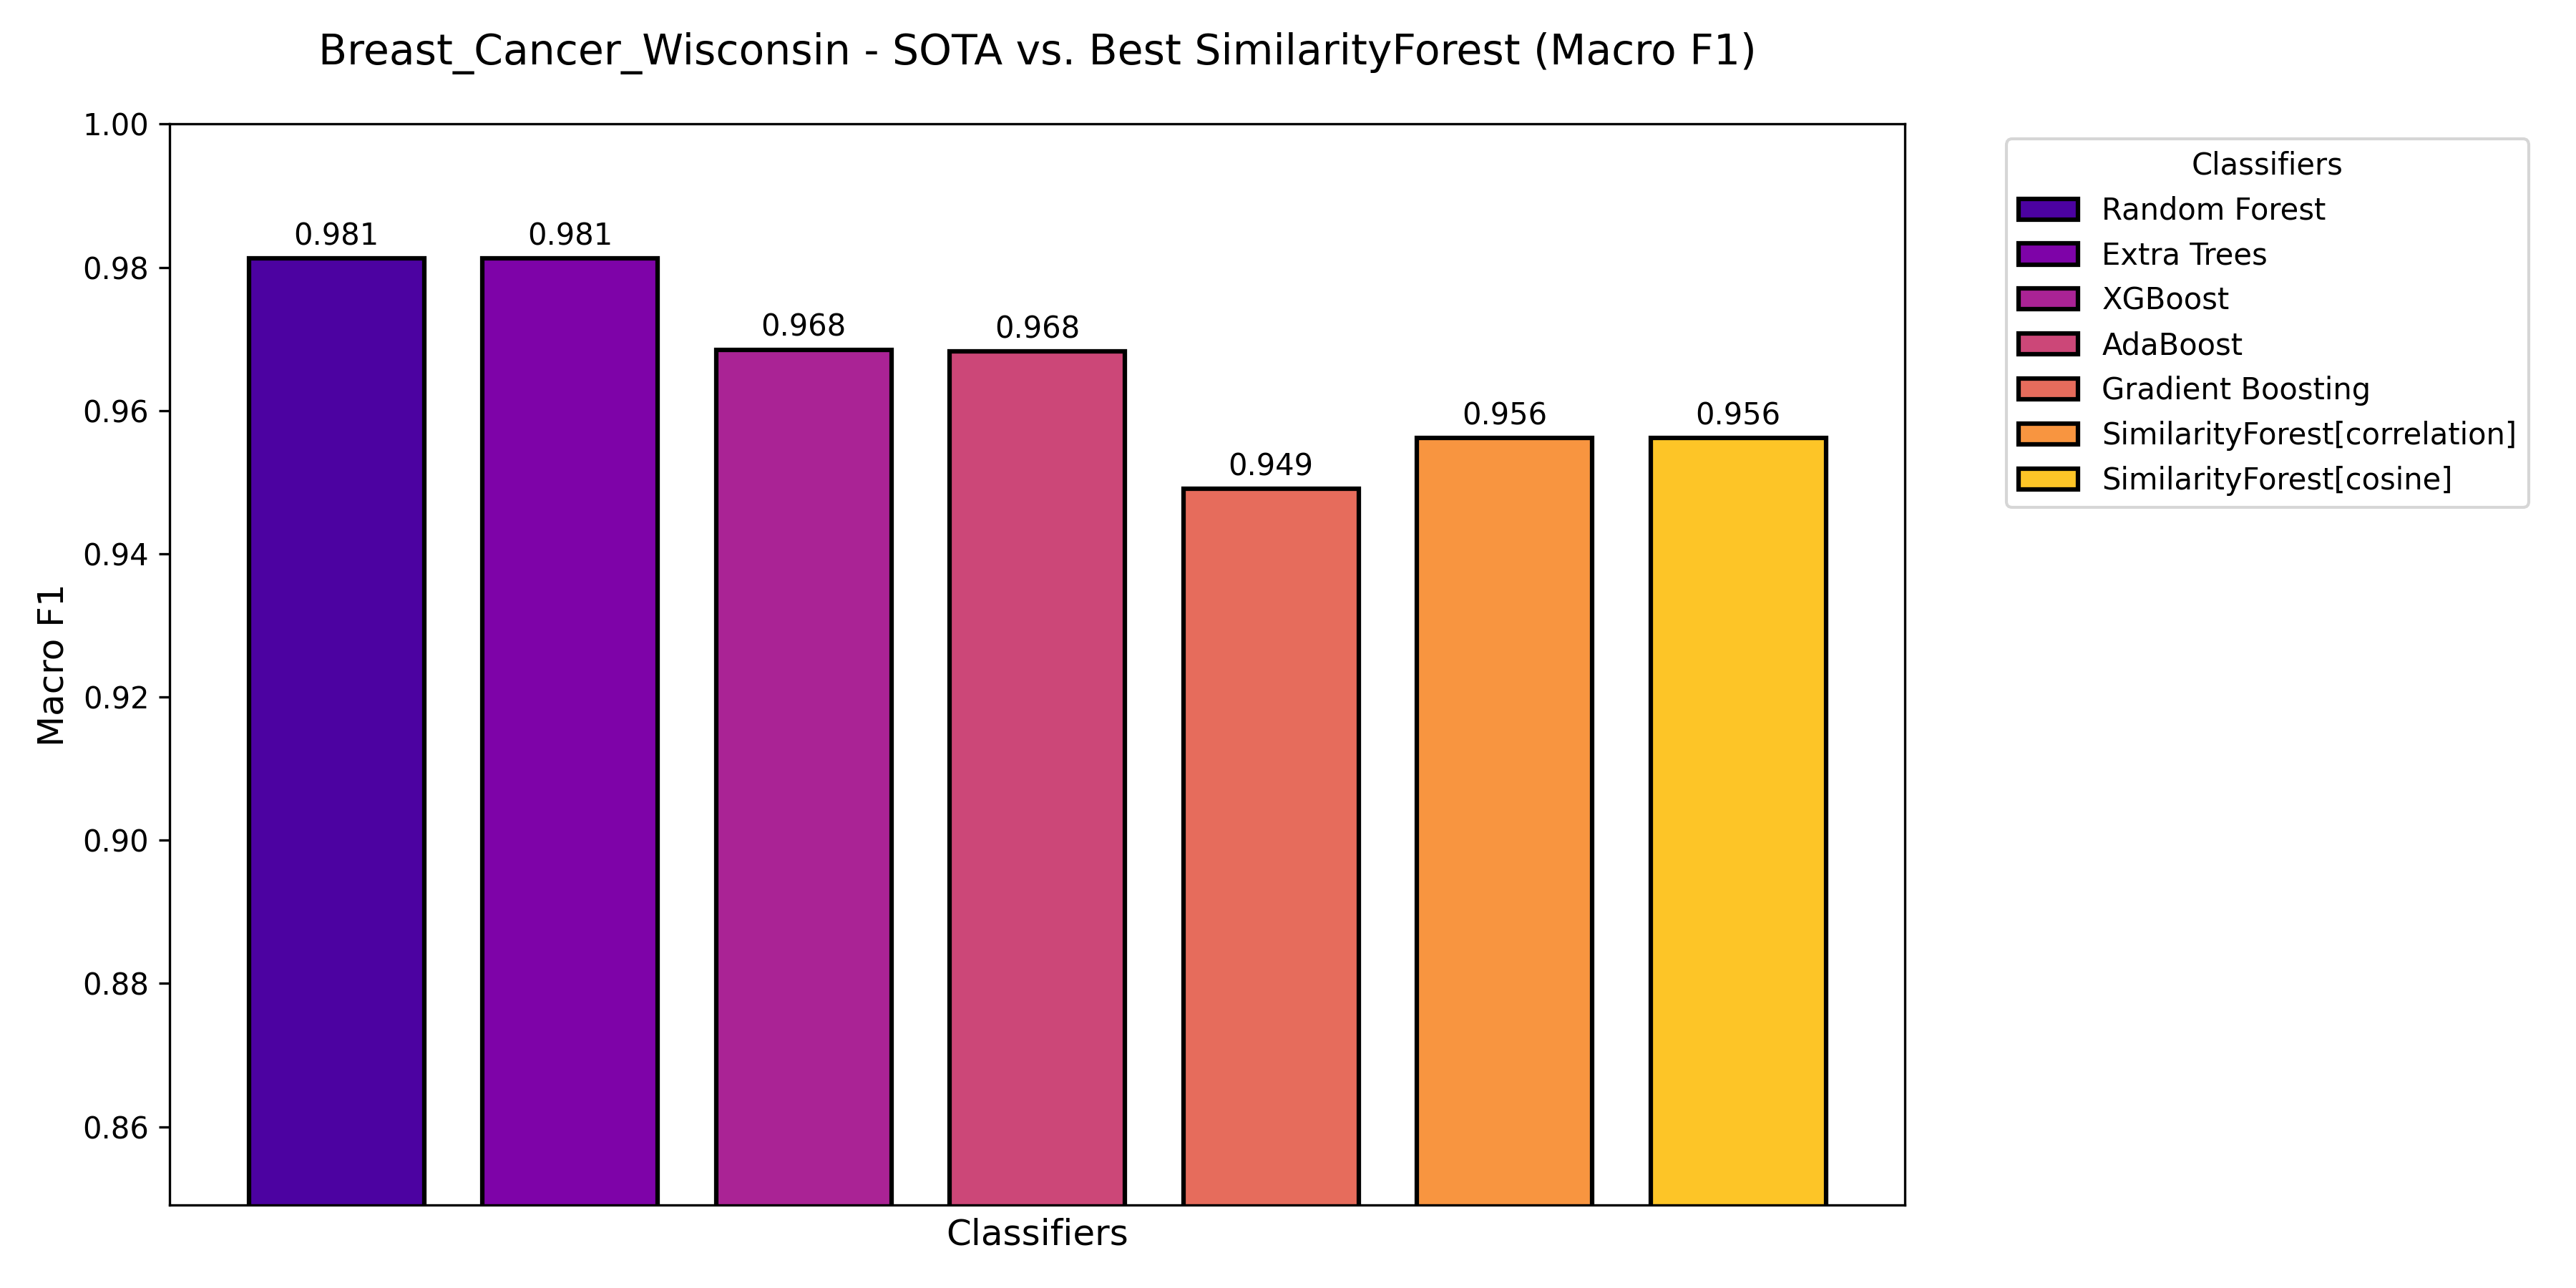 Breast_Cancer_Wisconsin - SOTA vs. Best SimilarityForest (Macro F1)
1.00
0.98
0.96
0.94
0.92
0.90
0.88
0.86
Macro F1
0.981
0.981
0.968
0.968
0.949
0.956
0.956
Classifiers
Classifiers
Random Forest
Extra Trees
XGBoost
AdaBoost
Gradient Boosting
SimilarityForest[correlation]
SimilarityForest[cosine]